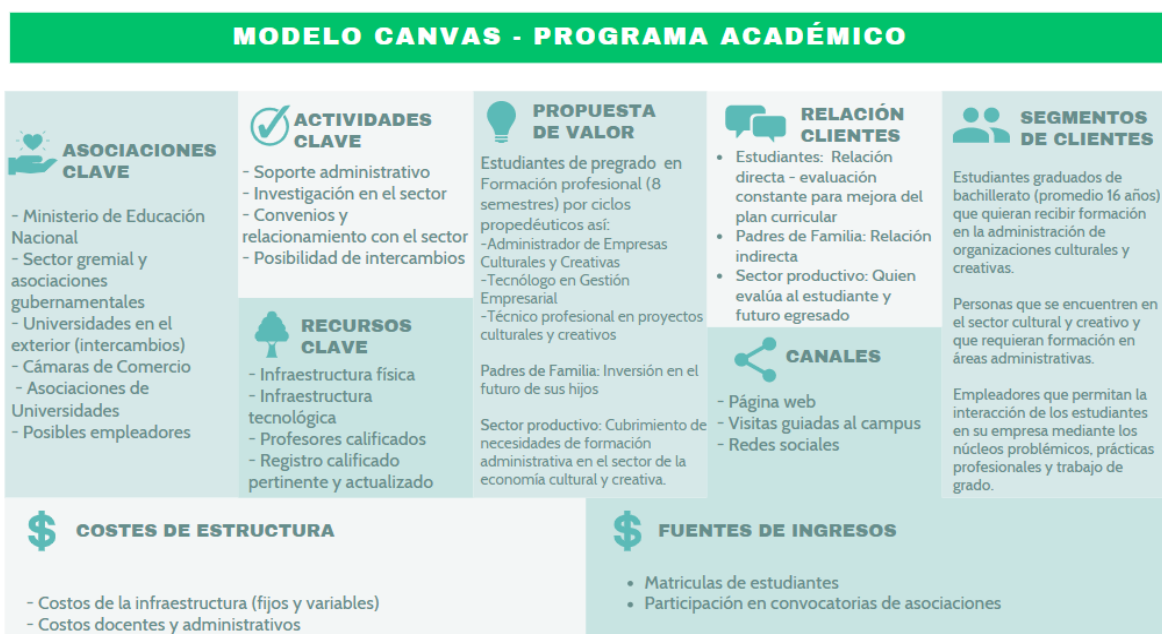 MODELO CANVAS - PROGRAMA ACADÉMICO
ASOCIACIONES
CLAVE
- Ministerio de Educación
Nacional
- Sector gremial y
asociaciones
gubernamentales
- Universidades en el
exterior (intercambios)
- Cámaras de Comercio
- Asociaciones de
Universidades
- Posibles empleadores
ACTIVIDADES
CLAVE
- Soporte administrativo
- Investigación en el sector
- Convenios y
relacionamiento con el sector
- Posibilidad de intercambios
RECURSOS
CLAVE
- Infraestructura física
- Infraestructura
tecnológica
- Profesores calificados
- Registro calificado
pertinente y actualizado
PROPUESTA
DE VALOR
Estudiantes de pregrado en
Formación profesional (8
semestres) por ciclos
propedéuticos así:
-Administrador de Empresas
Culturales y Creativas
-Tecnólogo en Gestión
Empresarial
-Técnico profesional en proyectos
culturales y creativos
Padres de Familia: Inversión en el
futuro de sus hijos
Sector productivo: Cubrimiento de
necesidades de formación
administrativa en el sector de la
economía cultural y creativa.
RELACIÓN
CLIENTES
• Estudiantes: Relación
directa - evaluación
constante para mejora del
plan curricular
• Padres de Familia: Relación
indirecta
• Sector productivo: Quien
evalúa al estudiante y
futuro egresado
CANALES
- Página web
- Visitas guiadas al campus
- Redes sociales
SEGMENTOS
DE CLIENTES
Estudiantes graduados de
bachillerato (promedio 16 años)
que quieran recibir formación
en la administración de
organizaciones culturales y
creativas.
Personas que se encuentren en
el sector cultural y creativo y
que requieran formación en
áreas administrativas.
Empleadores que permitan la
interacción de los estudiantes
en su empresa mediante los
núcleos problémicos, prácticas
profesionales y trabajo de
grado.
COSTES DE ESTRUCTURA
- Costos de la infraestructura (fijos y variables)
- Costos docentes y administrativos
FUENTES DE INGRESOS
• Matriculas de estudiantes
• Participación en convocatorias de asociaciones